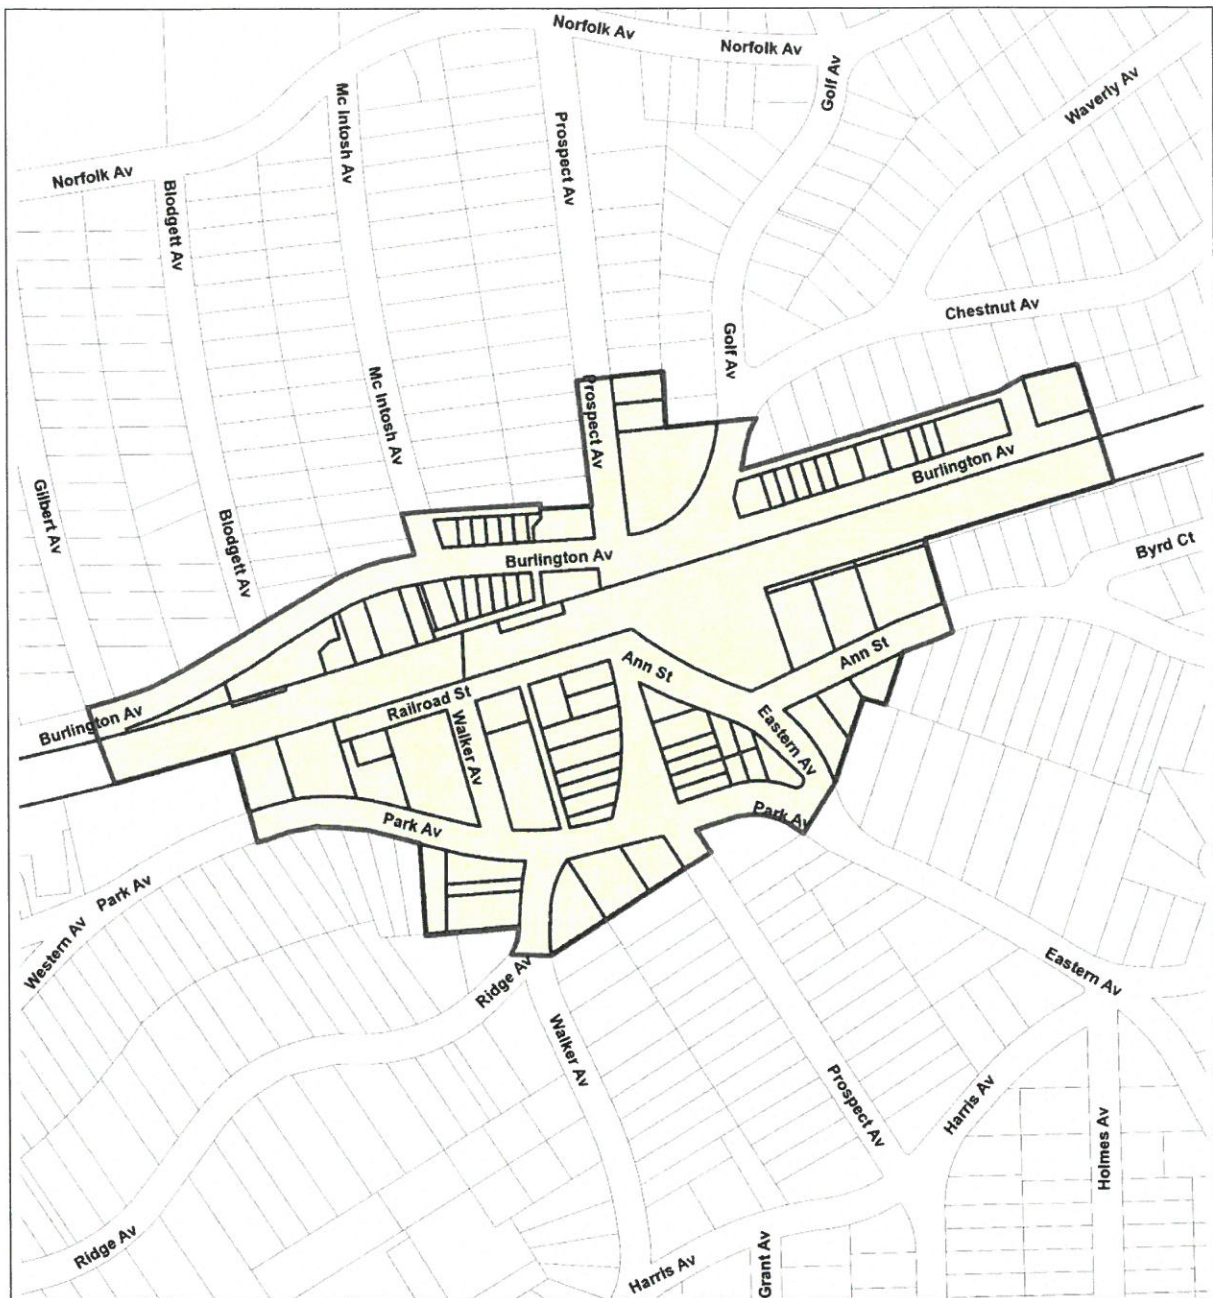 Norfolk Av
Norfolk Av
Golf Av
Waverly Av
Mc Intosh Av
Prospect Av
Norfolk Av
Blodgett Av
Chestnut Av
Golf Av
Mc Intosh Av
Prospect Av
Burlington Av
Gilbert Av
Blodgett Av
Burlington Av
Byrd Ct
Ann St
Ann St
Railroad St
Burlington Av
Walker Av
Eastern Av
Park Av
Park Av
Park Av
Western Av
Ridge Av
Eastern Av
Walker Av
Prospect Av
Harris Av
Holmes Av
Ridge Av
Harris Av
Grant Av